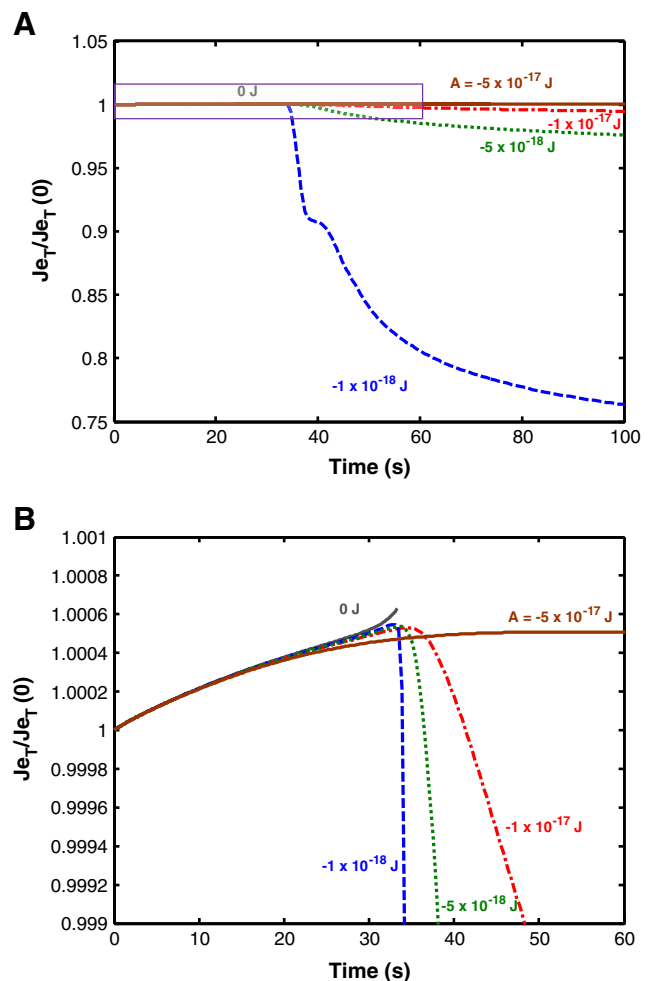 A
1.05
1
0.95
0.9
0.85
0.8
0.75
0 J
A = -5 x 10^-17 J
-1 x 10^-17 J
-5 x 10^-18 J
-1 x 10^-18 J
Je_T/Je_T (0)
0 20 40 60 80 100
Time (s)
B
1.001
1.0008
1.0006
1.0004
1.0002
1
0.9998
0.9996
0.9994
0.9992
0.999
0 J
A = -5 x 10^-17 J
-1 x 10^-17 J
-1 x 10^-18 J
-5 x 10^-18 J
Je_T/Je_T (0)
0 10 20 30 40 50 60
Time (s)